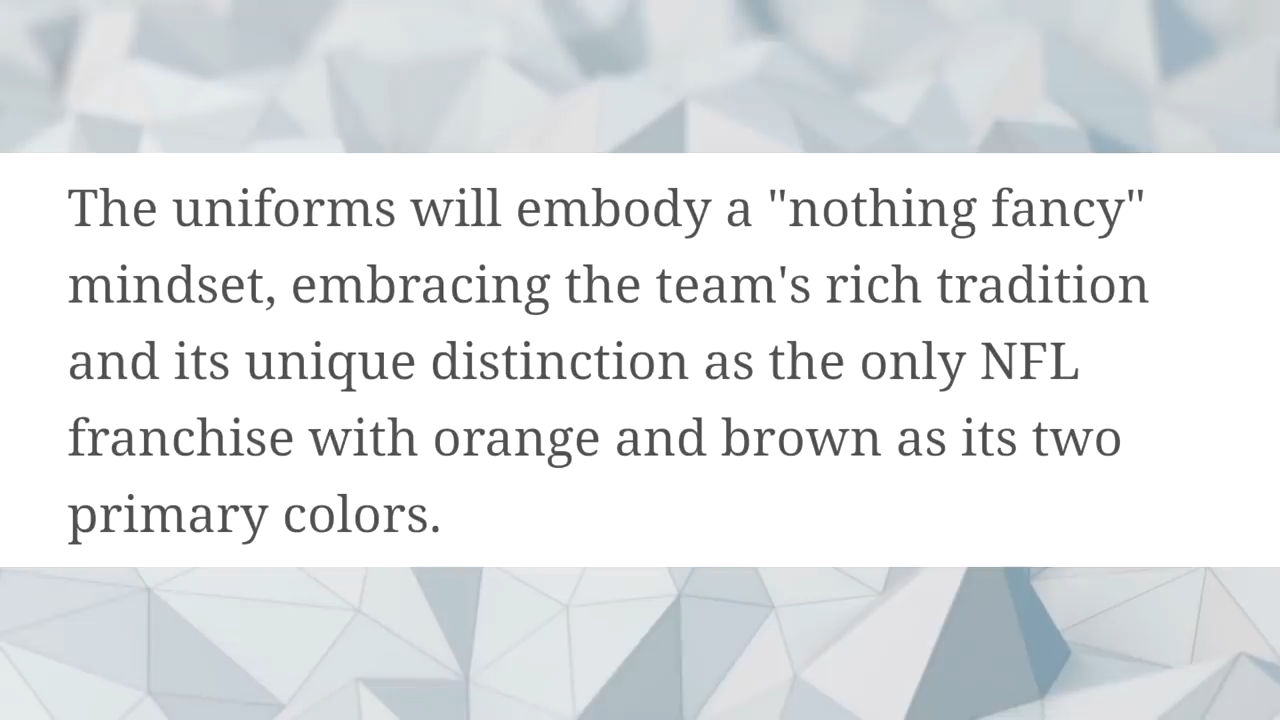 The uniforms will embody a "nothing fancy"
mindset, embracing the team's rich tradition
and its unique distinction as the only NFL
franchise with orange and brown as its two
primary colors.